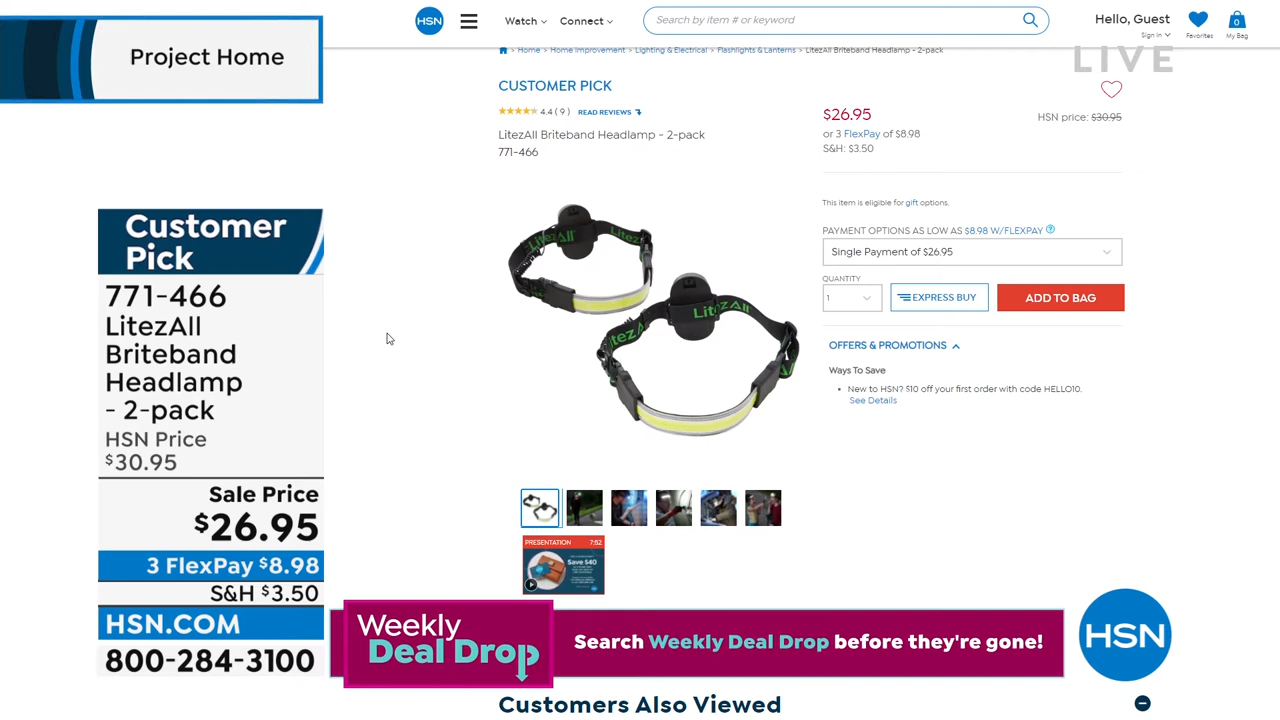 Project Home
HSN
Watch
Connect
Search by item # or keyword
Hello, Guest
Sign in
Favorites
0
My Bag
LIVE
Home > Home Improvement > Lighting & Electrical > Flashlights & Lanterns > LitezAll Briteband Headlamp - 2-pack
CUSTOMER PICK
4.4 ( 9 ) READ REVIEWS
LitezAll Briteband Headlamp - 2-pack
771-466
$26.95
HSN price: $30.95
or 3 FlexPay of $8.98
S&H: $3.50
This item is eligible for gift options.
PAYMENT OPTIONS AS LOW AS $8.98 W/FLEXPAY ?
Single Payment of $26.95
QUANTITY
1
EXPRESS BUY
ADD TO BAG
OFFERS & PROMOTIONS
Ways To Save
• New to HSN? $10 off your first order with code HELLO10.
See Details
Customer
Pick
771-466
LitezAll
Briteband
Headlamp
- 2-pack
HSN Price
$30.95
Sale Price
$26.95
3 FlexPay $8.98
S&H $3.50
HSN.COM
800-284-3100
LitezAll
LitezAll
PRESENTATION 7:52
Save $40
Weekly
Deal Drop
Search Weekly Deal Drop before they're gone!
HSN
Customers Also Viewed